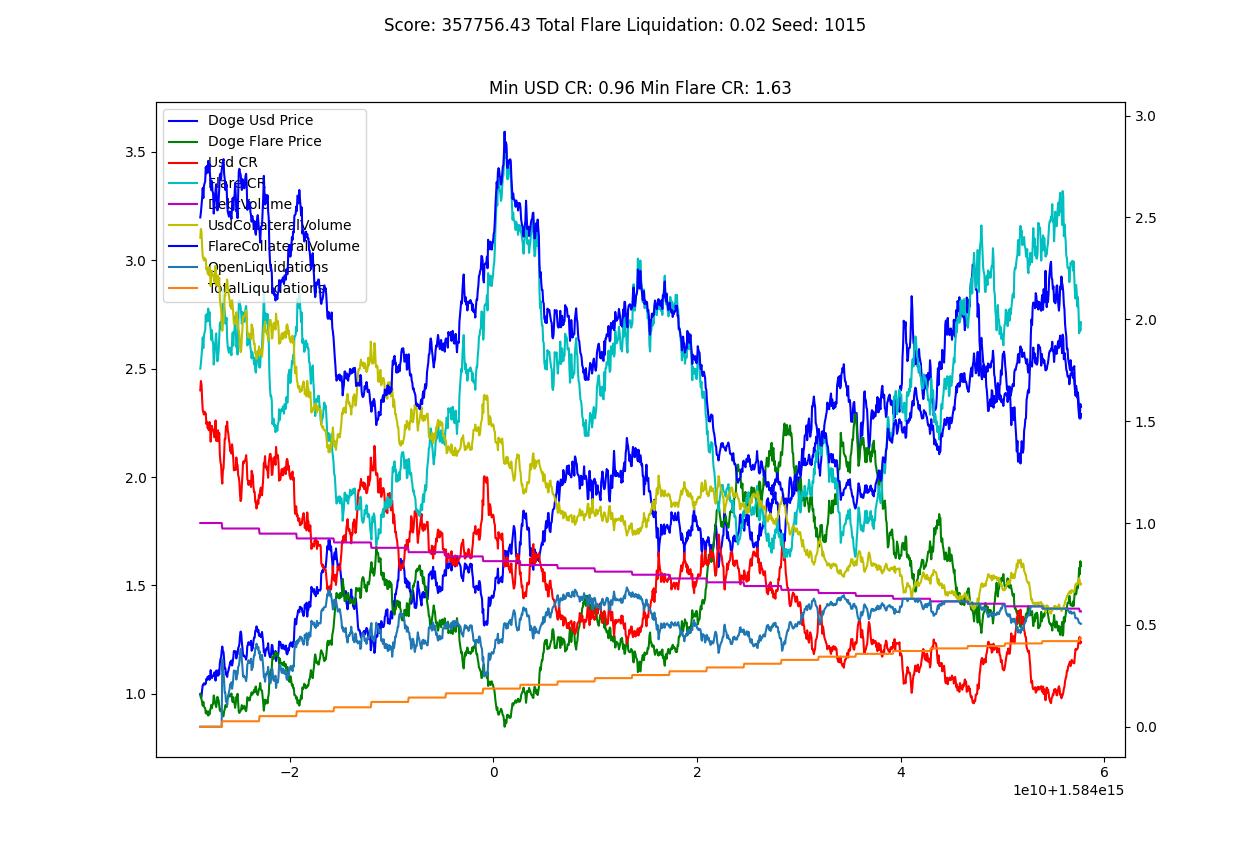 Score: 357756.43 Total Flare Liquidation: 0.02 Seed: 1015
Min USD CR: 0.96 Min Flare CR: 1.63
Doge Usd Price
Doge Flare Price
Usd CR
Flare CR
DebtVolume
UsdCollateralVolume
FlareCollateralVolume
OpenLiquidations
TotalLiquidations
3.5
3.0
2.5
2.0
1.5
1.0
3.0
2.5
2.0
1.5
1.0
0.5
0.0
−2
0
2
4
6
1e10+1.584e15